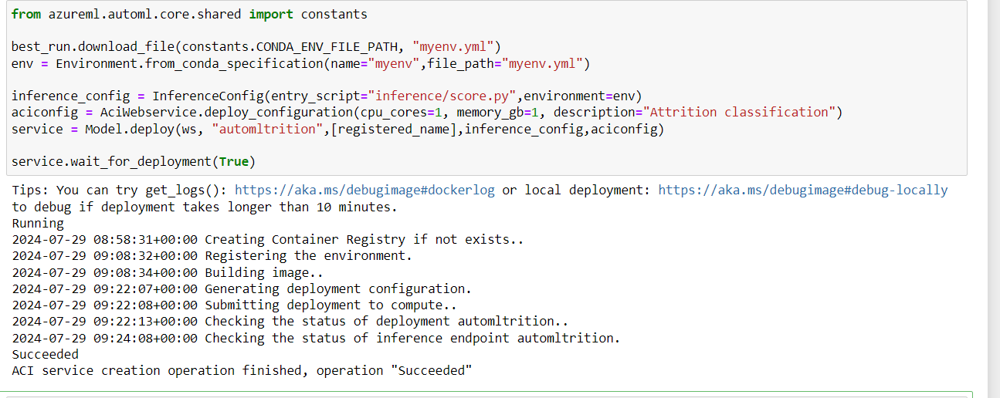 from azureml.automl.core.shared import constants
best_run.download_file(constants.CONDA_ENV_FILE_PATH, "myenv.yml")
env = Environment.from_conda_specification(name="myenv",file_path="myenv.yml")
inference_config = InferenceConfig(entry_script="inference/score.py",environment=env)
aciconfig = AciWebservice.deploy_configuration(cpu_cores=1, memory_gb=1, description="Attrition classification")
service = Model.deploy(ws, "automltrition",[registered_name],inference_config,aciconfig)
service.wait_for_deployment(True)
Tips: You can try get_logs(): https://aka.ms/debugimage#dockerlog or local deployment: https://aka.ms/debugimage#debug-locally
to debug if deployment takes longer than 10 minutes.
Running
2024-07-29 08:58:31+00:00 Creating Container Registry if not exists..
2024-07-29 09:08:32+00:00 Registering the environment.
2024-07-29 09:08:34+00:00 Building image..
2024-07-29 09:22:07+00:00 Generating deployment configuration.
2024-07-29 09:22:08+00:00 Submitting deployment to compute..
2024-07-29 09:22:13+00:00 Checking the status of deployment automltrition..
2024-07-29 09:24:08+00:00 Checking the status of inference endpoint automltrition.
Succeeded
ACI service creation operation finished, operation "Succeeded"